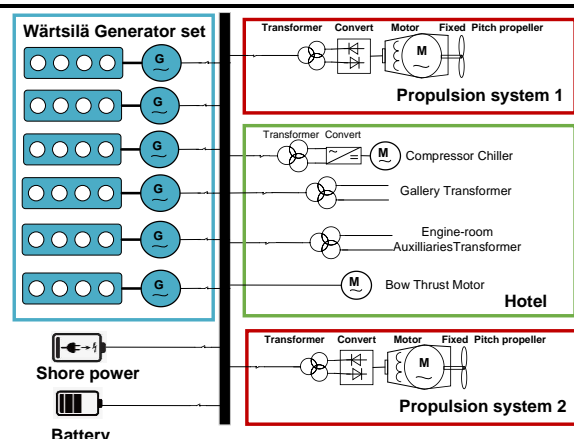 Wärtsilä Generator set
G
G
G
G
G
G
Shore power
Battery
Transformer Convert Motor Fixed Pitch propeller
M
Propulsion system 1
Transformer Convert
M
Compressor Chiller
Gallery Transformer
Engine-room
AuxilliariesTransformer
M
Bow Thrust Motor
Hotel
Transformer Convert Motor Fixed Pitch propeller
M
Propulsion system 2